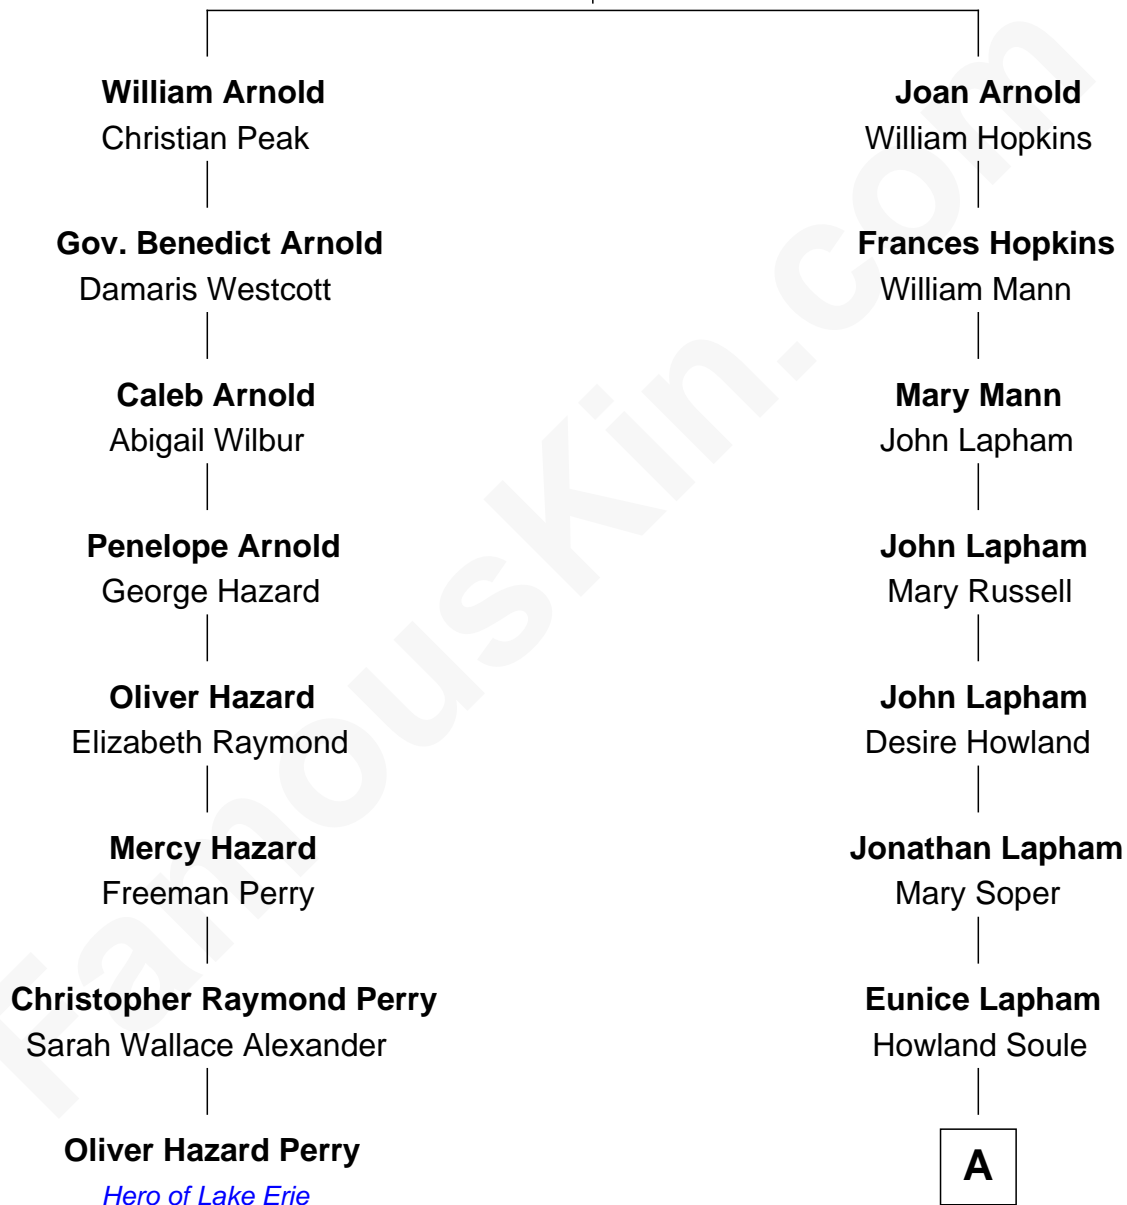 William Arnold
Christian Peak
Gov. Benedict Arnold
Damaris Westcott
Caleb Arnold
Abigail Wilbur
Penelope Arnold
George Hazard
Oliver Hazard
Elizabeth Raymond
Mercy Hazard
Freeman Perry
Christopher Raymond Perry
Sarah Wallace Alexander
Oliver Hazard Perry
Hero of Lake Erie
Joan Arnold
William Hopkins
Frances Hopkins
William Mann
Mary Mann
John Lapham
John Lapham
Mary Russell
John Lapham
Desire Howland
Jonathan Lapham
Mary Soper
Eunice Lapham
Howland Soule
A
FamousKin.com